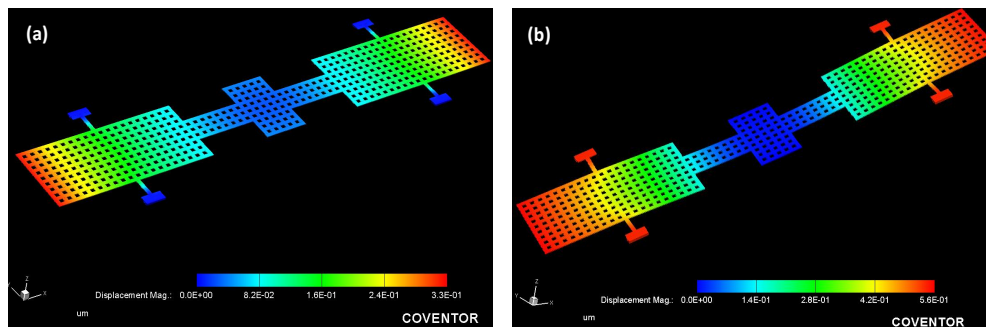 (a)
Z
Y X
Displacement Mag.: 0.0E+00 8.2E-02 1.6E-01 2.4E-01 3.3E-01
um
COVENTOR
(b)
Z
Y X
Displacement Mag.: 0.0E+00 1.4E-01 2.8E-01 4.2E-01 5.6E-01
um
COVENTOR